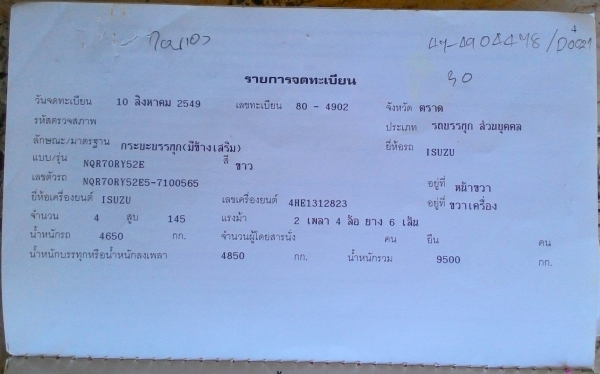 4
47-4904478/D0021
30
รายการจดทะเบียน
วันจดทะเบียน 10 สิงหาคม 2549 เลขทะเบียน 80 - 4902 จังหวัด ตราด
รหัสตรวจสภาพ ประเภท รถบรรทุก ส่วนบุคคล
ลักษณะ/มาตรฐาน กระบะบรรทุก(มีข้างเสริม) ยี่ห้อรถ ISUZU
แบบ/รุ่น NQR70RY52E สี ขาว
เลขตัวรถ NQR70RY52E5-7100565 อยู่ที่ หน้าขวา
ยี่ห้อเครื่องยนต์ ISUZU เลขเครื่องยนต์ 4HE1312823 อยู่ที่ ขวาเครื่อง
จำนวน 4 สูบ 145 แรงม้า 2 เพลา 4 ล้อ ยาง 6 เส้น
น้ำหนักรถ 4650 กก. จำนวนผู้โดยสารนั่ง คน ยืน คน
น้ำหนักบรรทุกหรือน้ำหนักลงเพลา 4850 กก. น้ำหนักรวม 9500 กก.